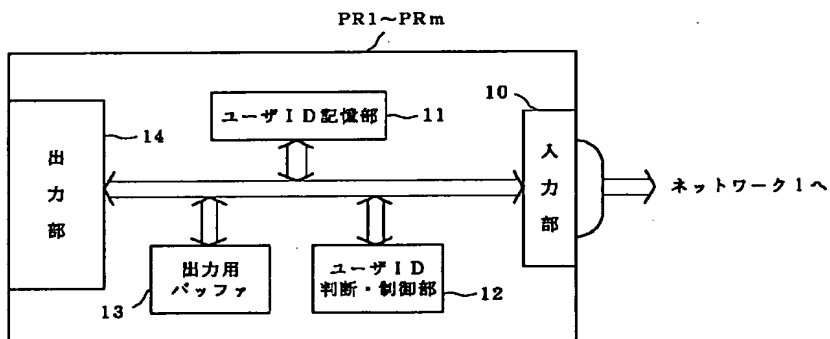 PR1～PRm
10
ユーザID記憶部
11
14
出力部
入力部
ネットワーク1へ
出力用
バッファ
13
ユーザID
判断・制御部
12